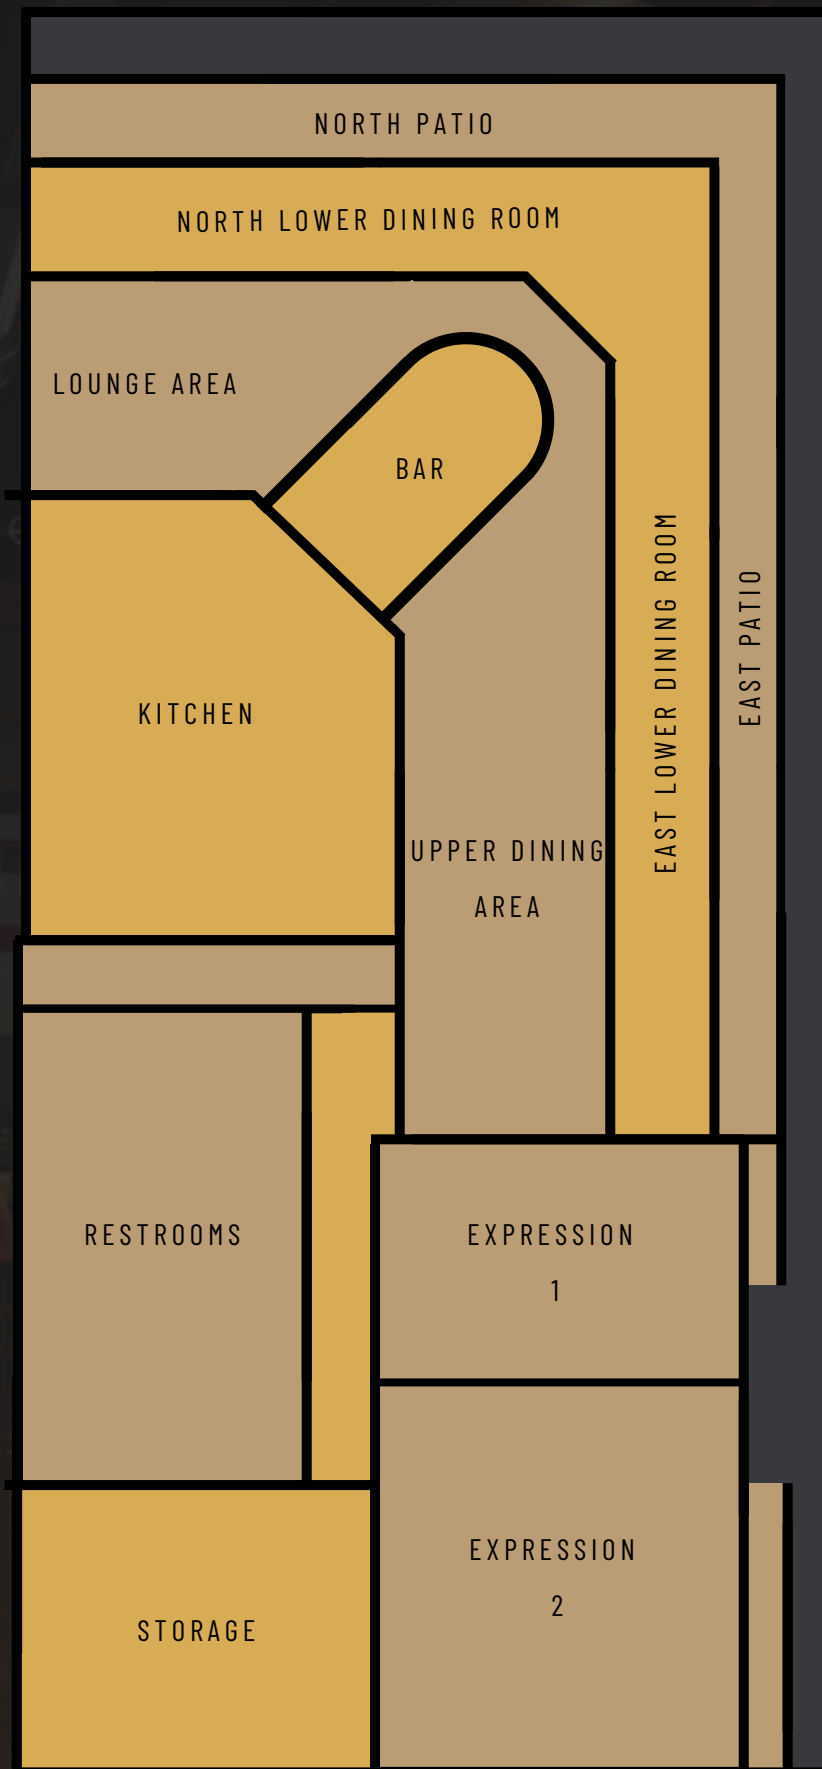 NORTH PATIO
NORTH LOWER DINING ROOM
LOUNGE AREA
BAR
EAST LOWER DINING ROOM
EAST PATIO
KITCHEN
UPPER DINING
AREA
RESTROOMS
EXPRESSION
1
EXPRESSION
2
STORAGE